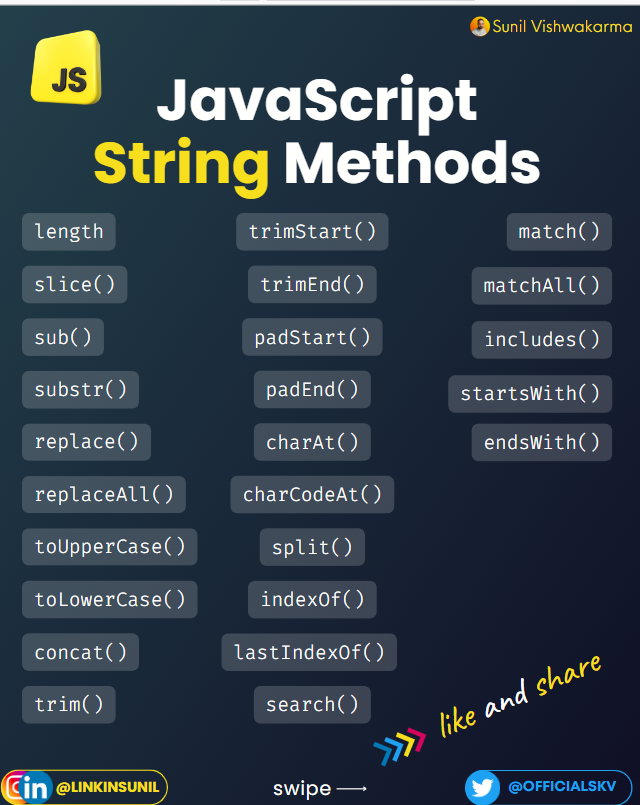 Sunil Vishwakarma
JS
JavaScript
String Methods
length
slice()
sub()
substr()
replace()
replaceAll()
toUpperCase()
toLowerCase()
concat()
trim()
trimStart()
trimEnd()
padStart()
padEnd()
charAt()
charCodeAt()
split()
indexOf()
lastIndexOf()
search()
match()
matchAll()
includes()
startsWith()
endsWith()
like and share
in @LINKINSUNIL
swipe
@OFFICIALSKV